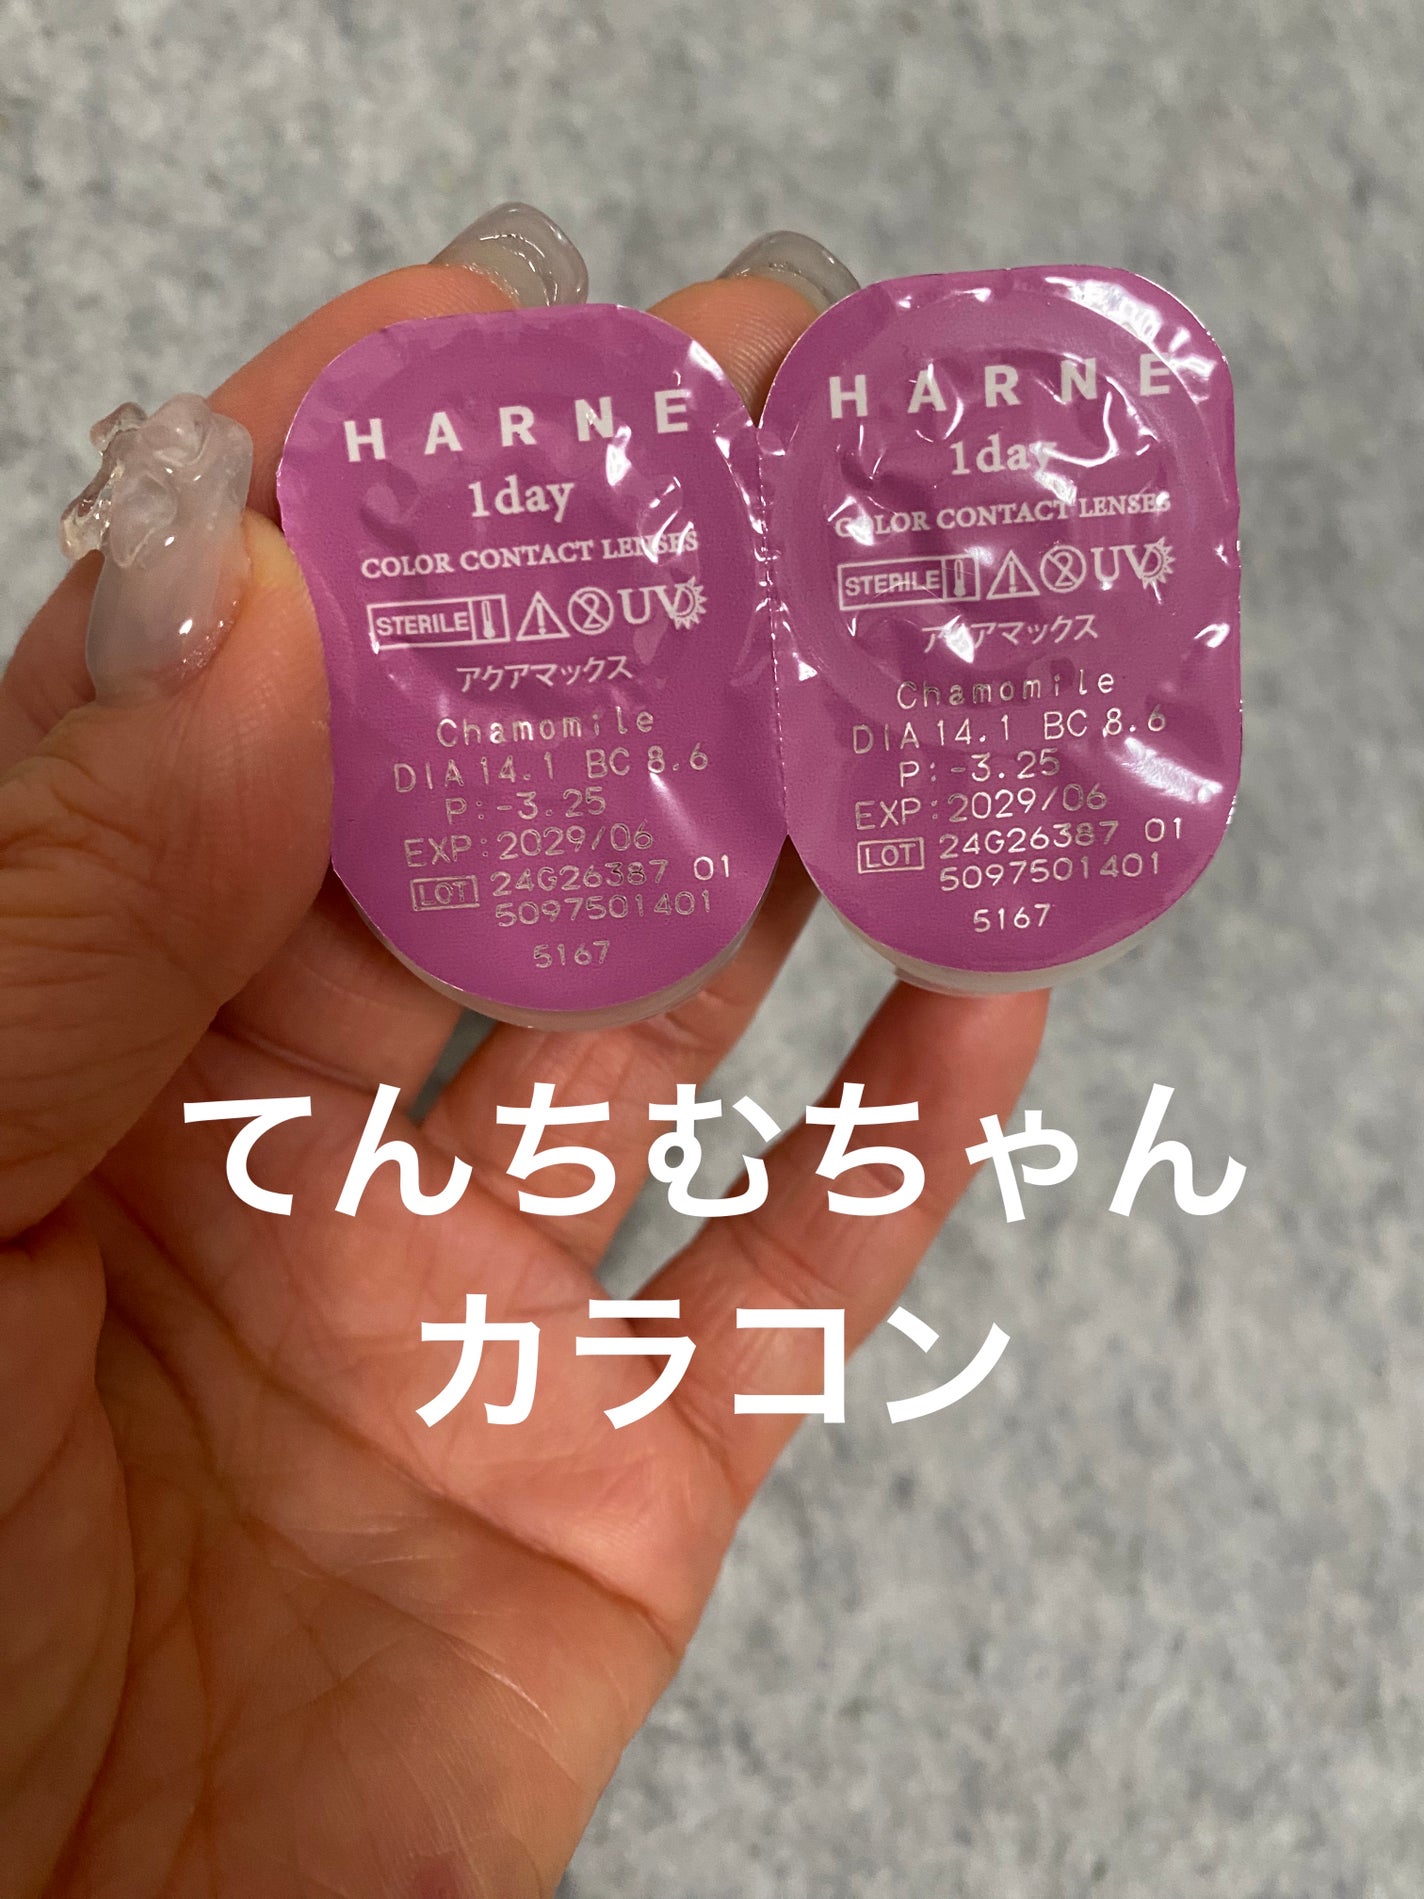 HARNE
1day
COLOR CONTACT LENSES
STERILE UV
アクアマックス
Chamomile
DIA 14.1 BC 8.6
P:-3.25
EXP:2029/06
LOT 24G26387 01
5097501401
5167
HARNE
1day
COLOR CONTACT LENSES
STERILE UV
アクアマックス
Chamomile
DIA 14.1 BC 8.6
P:-3.25
EXP:2029/06
LOT 24G26387 01
5097501401
5167
てんちむちゃん
カラコン